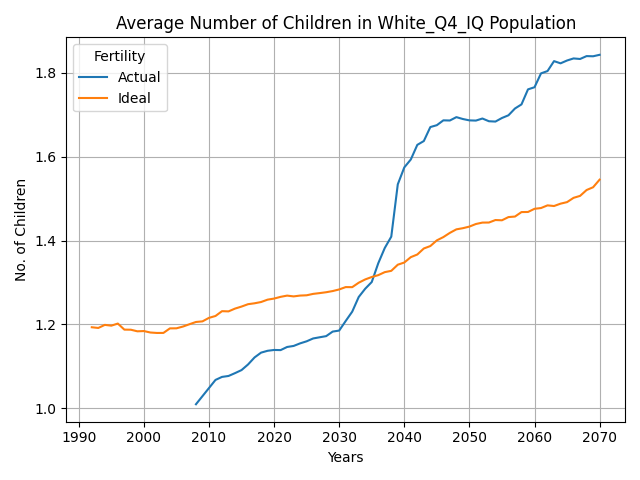 Average Number of Children in White_Q4_IQ Population
Fertility
Actual
Ideal
No. of Children
1.8
1.6
1.4
1.2
1.0
1990 2000 2010 2020 2030 2040 2050 2060 2070
Years